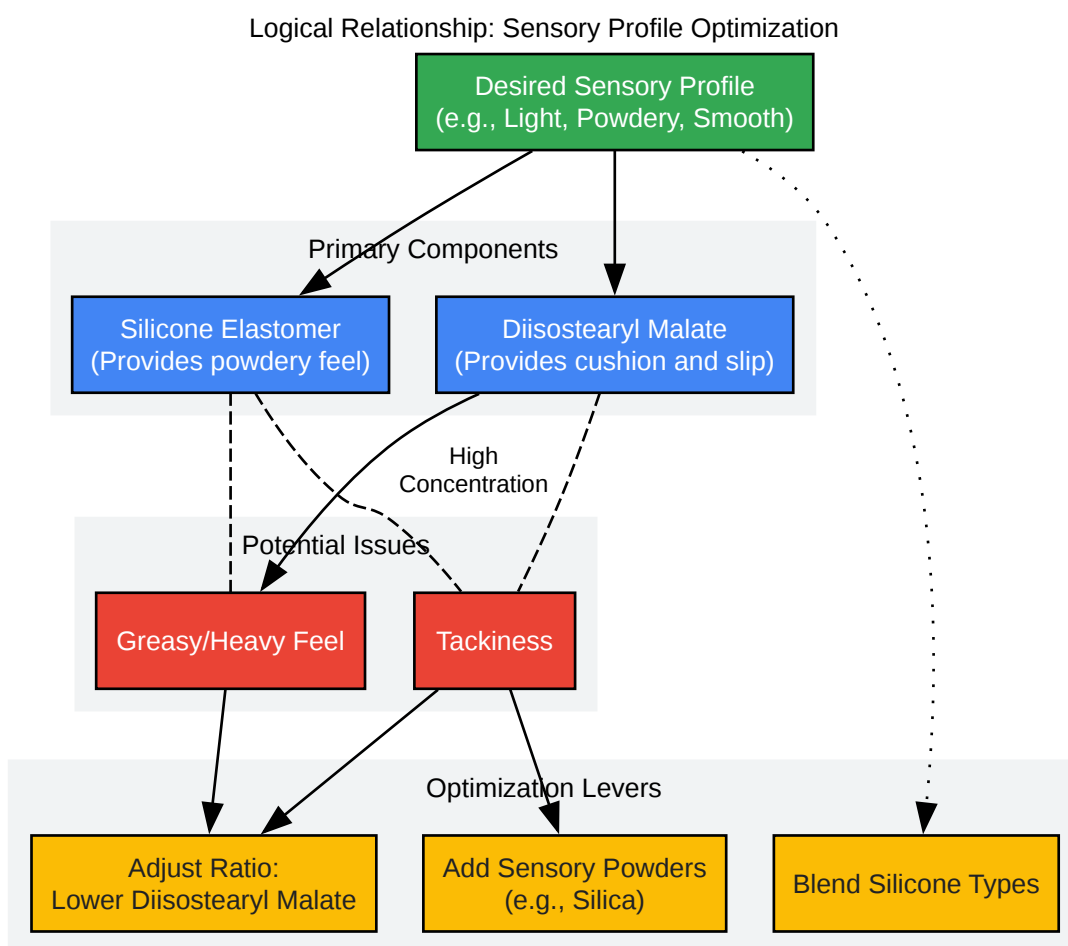 Logical Relationship: Sensory Profile Optimization
Desired Sensory Profile
(e.g., Light, Powdery, Smooth)
Primary Components
Silicone Elastomer
(Provides powdery feel)
Diisostearyl Malate
(Provides cushion and slip)
High
Concentration
Potential Issues
Greasy/Heavy Feel
Tackiness
Optimization Levers
Adjust Ratio:
Lower Diisostearyl Malate
Add Sensory Powders
(e.g., Silica)
Blend Silicone Types